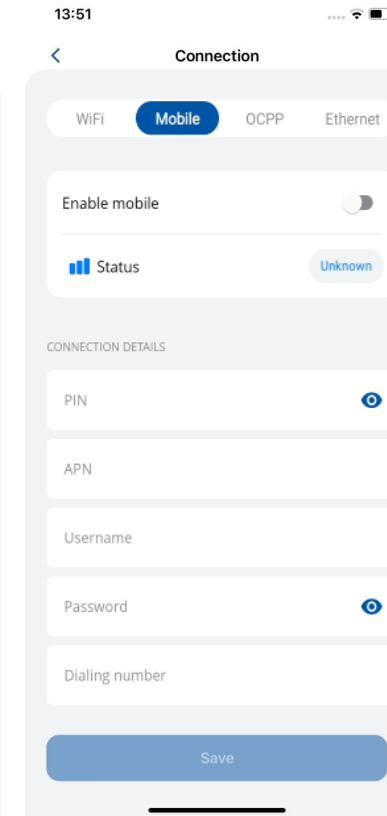 13:51
Connection
WiFi Mobile OCPP Ethernet
Enable mobile
Status Unknown
CONNECTION DETAILS
PIN
APN
Username
Password
Dialing number
Save